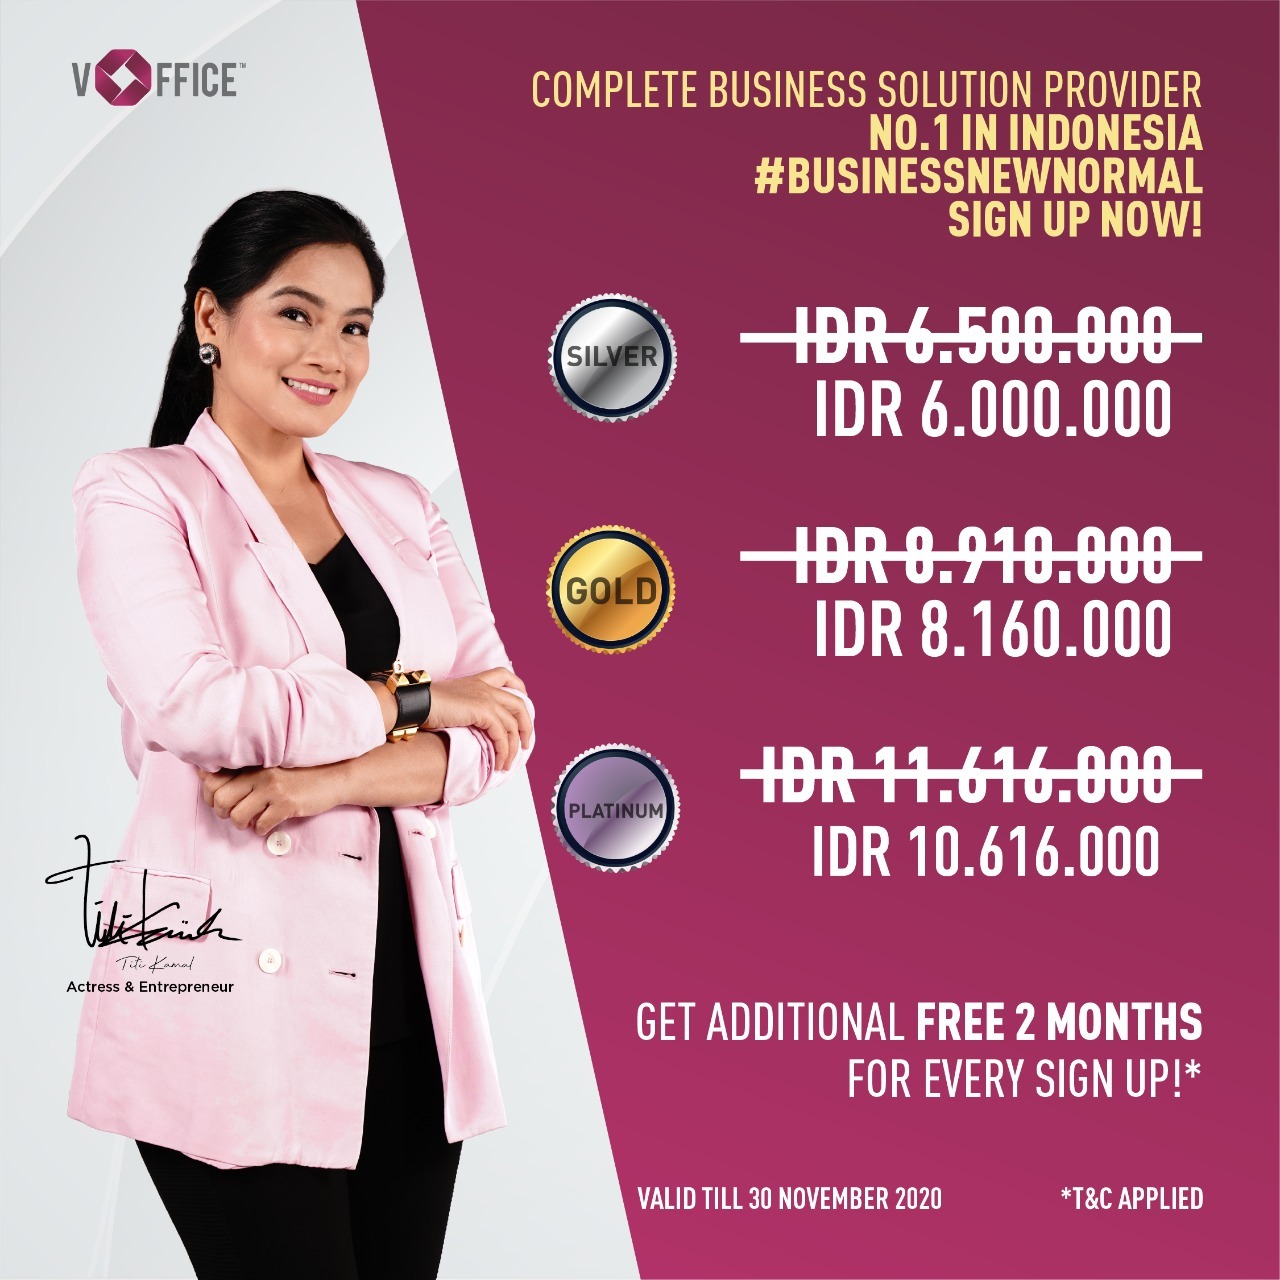 VOFFICE™
COMPLETE BUSINESS SOLUTION PROVIDER
NO.1 IN INDONESIA
#BUSINESSNEWNORMAL
SIGN UP NOW!
SILVER
IDR 6.500.000
IDR 6.000.000
GOLD
IDR 8.910.000
IDR 8.160.000
PLATINUM
IDR 11.616.000
IDR 10.616.000
Titi Kamal
Actress & Entrepreneur
GET ADDITIONAL FREE 2 MONTHS
FOR EVERY SIGN UP!*
VALID TILL 30 NOVEMBER 2020
*T&C APPLIED